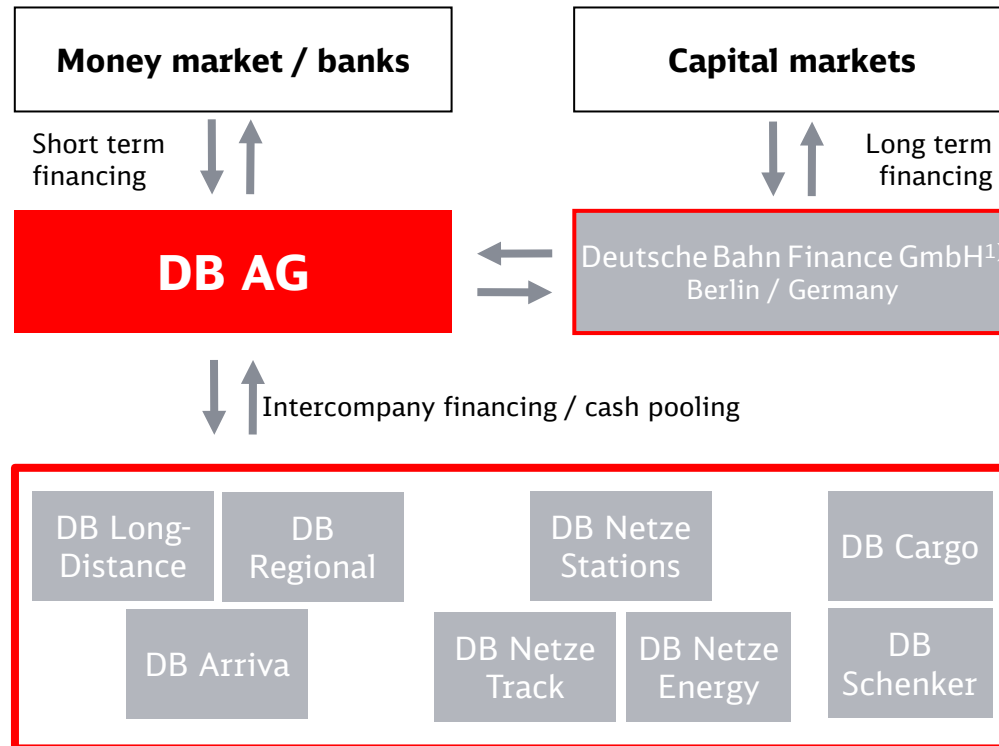 Money market / banks
Capital markets
Short term
financing
Long term
financing
DB AG
Deutsche Bahn Finance GmbH1)
Berlin / Germany
Intercompany financing / cash pooling
DB Long-
Distance
DB
Regional
DB Arriva
DB Netze
Stations
DB Netze
Track
DB Netze
Energy
DB Cargo
DB
Schenker